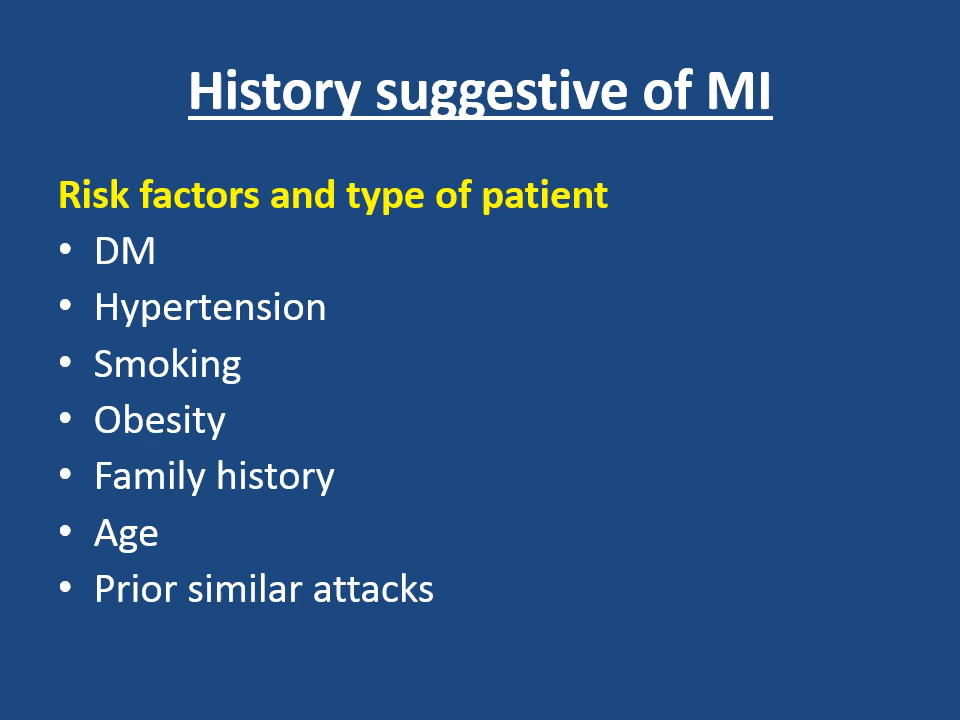 History suggestive of MI
Risk factors and type of patient
• DM
• Hypertension
• Smoking
• Obesity
• Family history
• Age
• Prior similar attacks